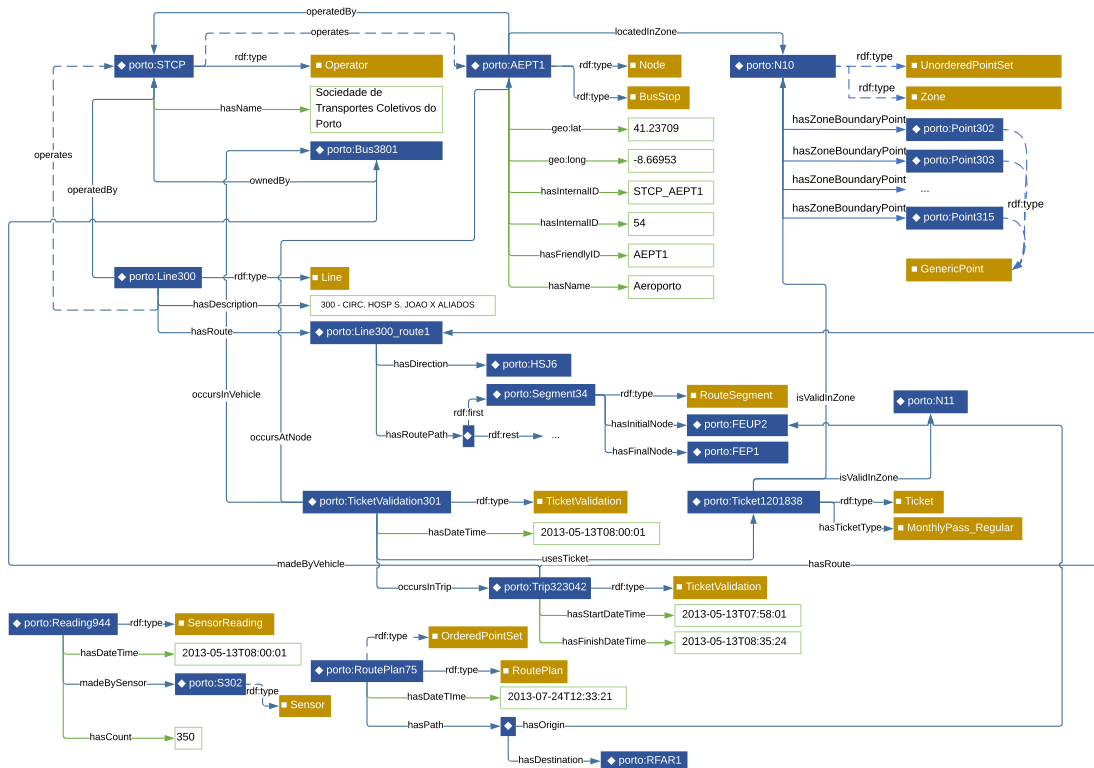 operatedBy
operates
locatedInZone
porto:STCP
rdf:type
Operator
porto:AEPT1
rdf:type
Node
porto:N10
rdf:type
UnorderedPointSet
rdf:type
BusStop
rdf:type
Zone
hasName
Sociedade de
Transportes Coletivos do
Porto
geo:lat
41.23709
hasZoneBoundaryPoint
porto:Point302
operates
porto:Bus3801
geo:long
-8.66953
hasZoneBoundaryPoint
porto:Point303
operatedBy
ownedBy
hasInternalID
STCP_AEPT1
hasZoneBoundaryPoint
...
rdf:type
hasInternalID
54
hasZoneBoundaryPoint
porto:Point315
hasFriendlyID
AEPT1
GenericPoint
porto:Line300
rdf:type
Line
hasName
Aeroporto
hasDescription
300 - CIRC. HOSP S. JOAO X ALIADOS
hasRoute
porto:Line300_route1
hasDirection
porto:HSJ6
occursInVehicle
porto:Segment34
rdf:type
RouteSegment
isValidInZone
porto:N11
rdf:first
hasInitialNode
porto:FEUP2
occursAtNode
hasRoutePath
rdf:rest
...
hasFinalNode
porto:FEP1
isValidInZone
porto:TicketValidation301
rdf:type
TicketValidation
porto:Ticket1201838
rdf:type
Ticket
hasDateTime
2013-05-13T08:00:01
hasTicketType
MonthlyPass_Regular
usesTicket
madeByVehicle
hasRoute
occursInTrip
porto:Trip323042
rdf:type
TicketValidation
hasStartDateTime
2013-05-13T07:58:01
porto:Reading944
rdf:type
SensorReading
rdf:type
OrderedPointSet
hasFinishDateTime
2013-05-13T08:35:24
hasDateTime
2013-05-13T08:00:01
porto:RoutePlan75
rdf:type
RoutePlan
madeBySensor
porto:S302
rdf:type
Sensor
hasDateTIme
2013-07-24T12:33:21
hasPath
hasOrigin
hasCount
350
hasDestination
porto:RFAR1